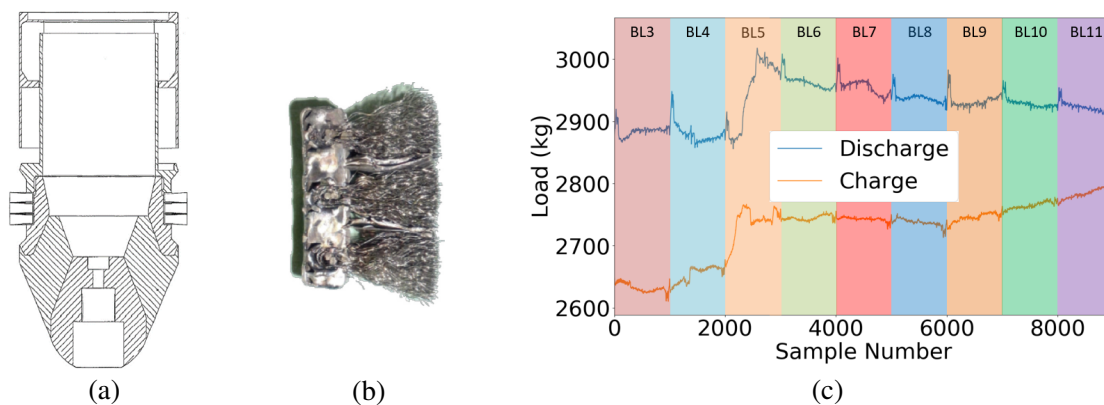 BL3 BL4 BL5 BL6 BL7 BL8 BL9 BL10 BL11
3000
2900
2800
2700
2600
Load (kg)
Discharge
Charge
0 2000 4000 6000 8000
Sample Number
(a) (b) (c)